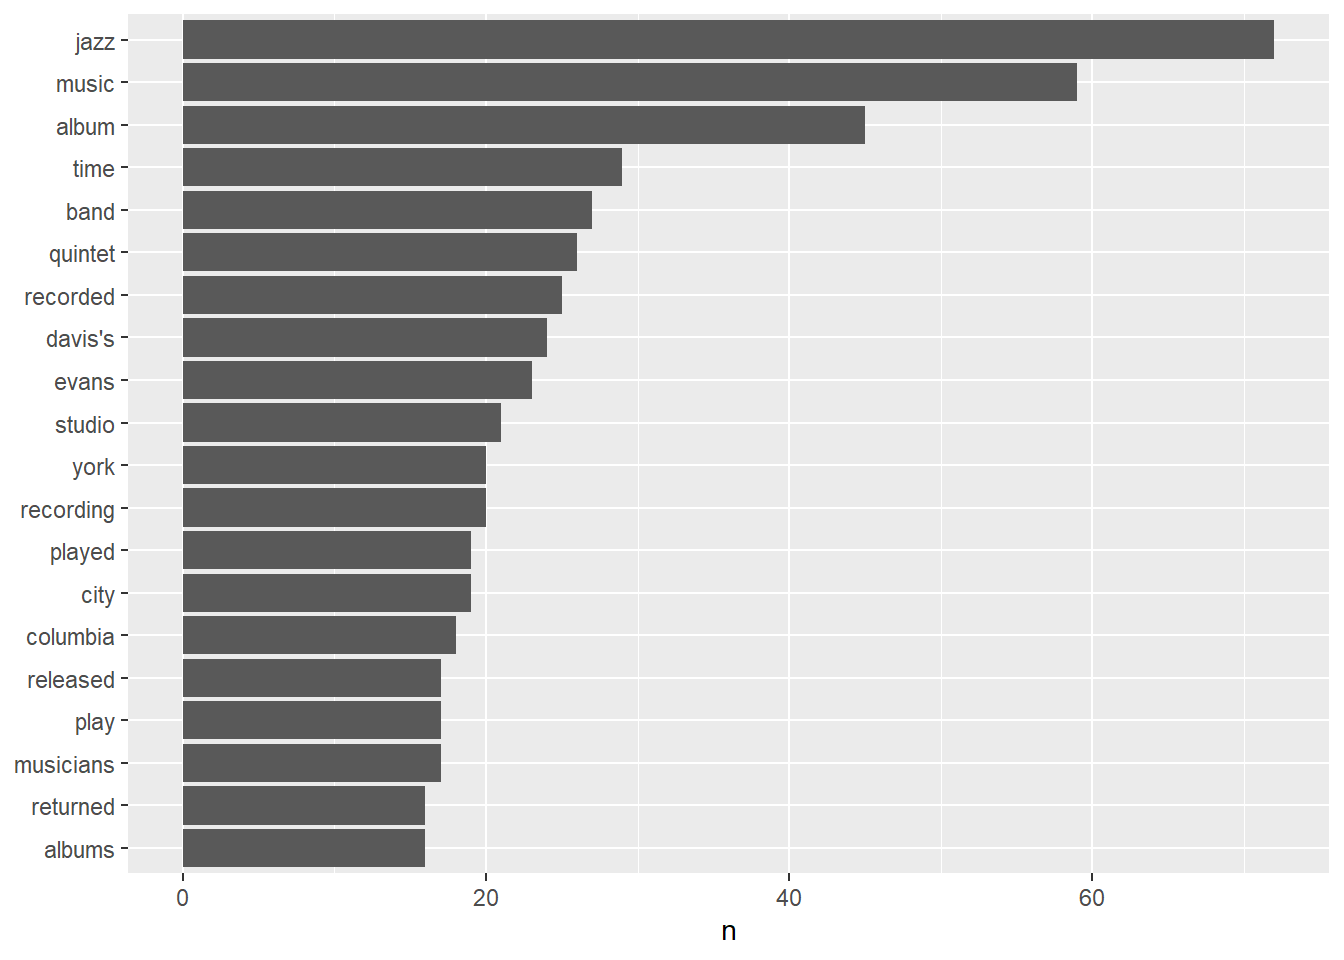 jazz
music
album
time
band
quintet
recorded
davis's
evans
studio
york
recording
played
city
columbia
released
play
musicians
returned
albums
0 20 40 60
n